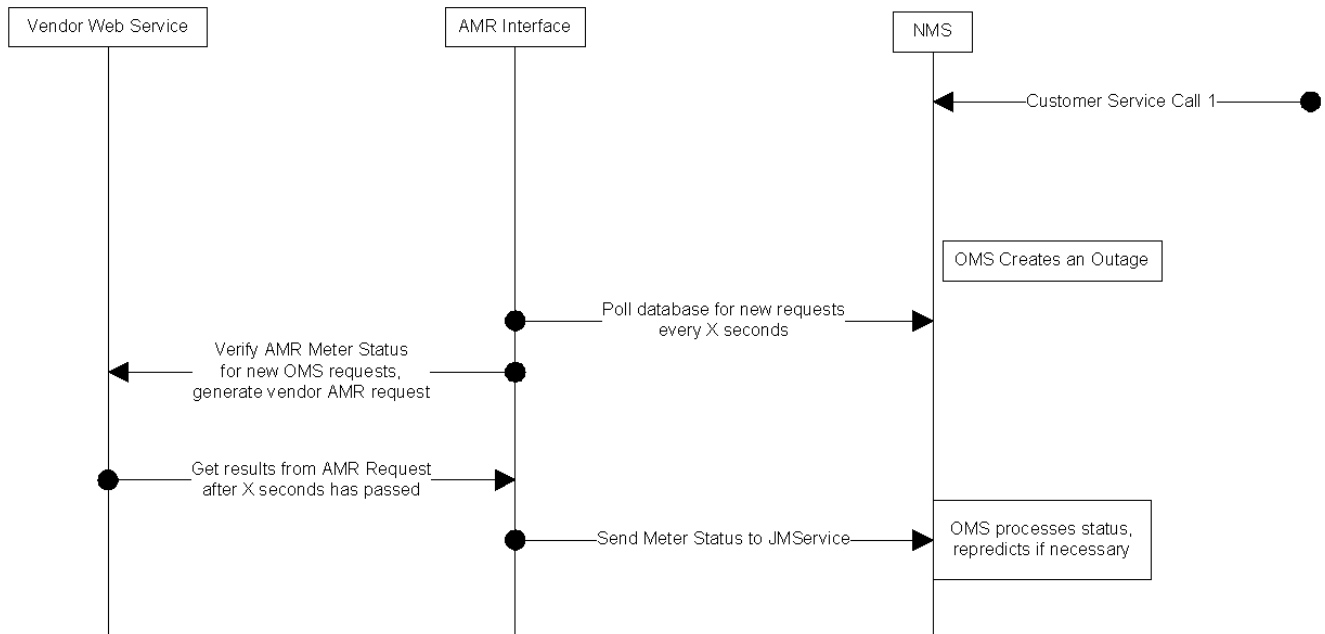 Vendor Web Service
AMR Interface
NMS
Customer Service Call 1
OMS Creates an Outage
Poll database for new requests
every X seconds
Verify AMR Meter Status
for new OMS requests,
generate vendor AMR request
Get results from AMR Request
after X seconds has passed
Send Meter Status to JMService
OMS processes status,
repredicts if necessary